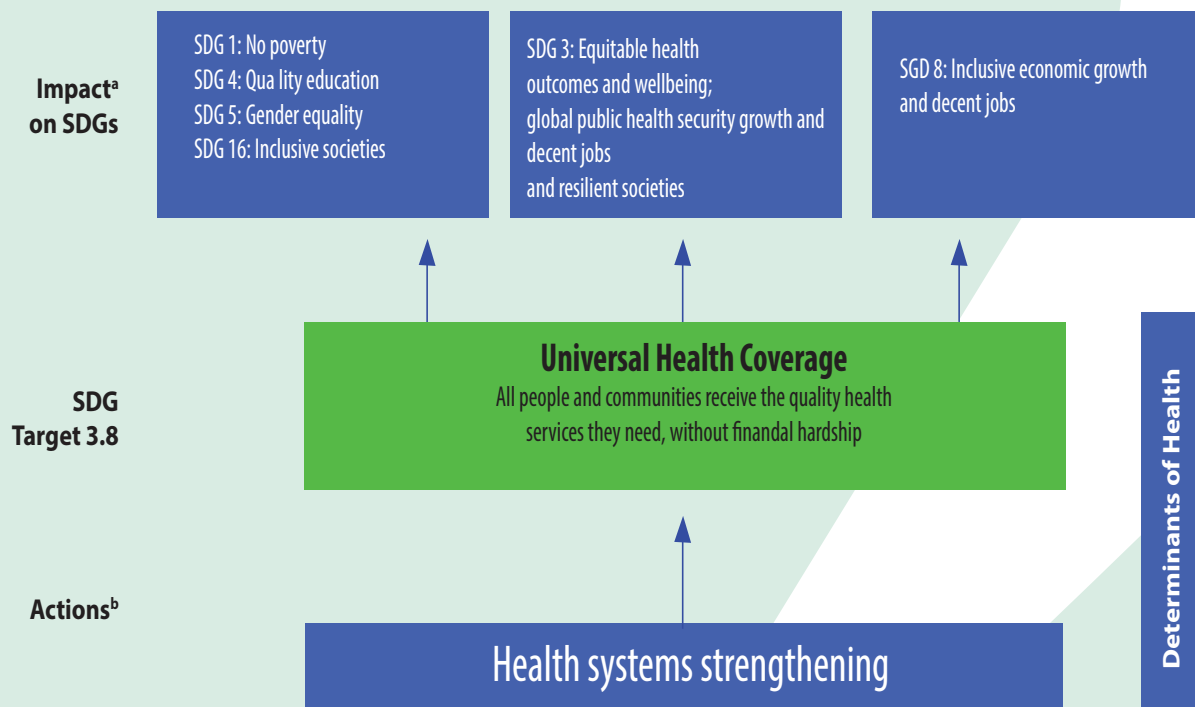 Impactᵃ
on SDGs
SDG 1: No poverty
SDG 4: Qua lity education
SDG 5: Gender equality
SDG 16: Inclusive societies
SDG 3: Equitable health
outcomes and wellbeing;
global public health security growth and
decent jobs
and resilient societies
SGD 8: Inclusive economic growth
and decent jobs
SDG
Target 3.8
Universal Health Coverage
All people and communities receive the quality health
services they need, without finandal hardship
Determinants of Health
Actionsᵇ
Health systems strengthening